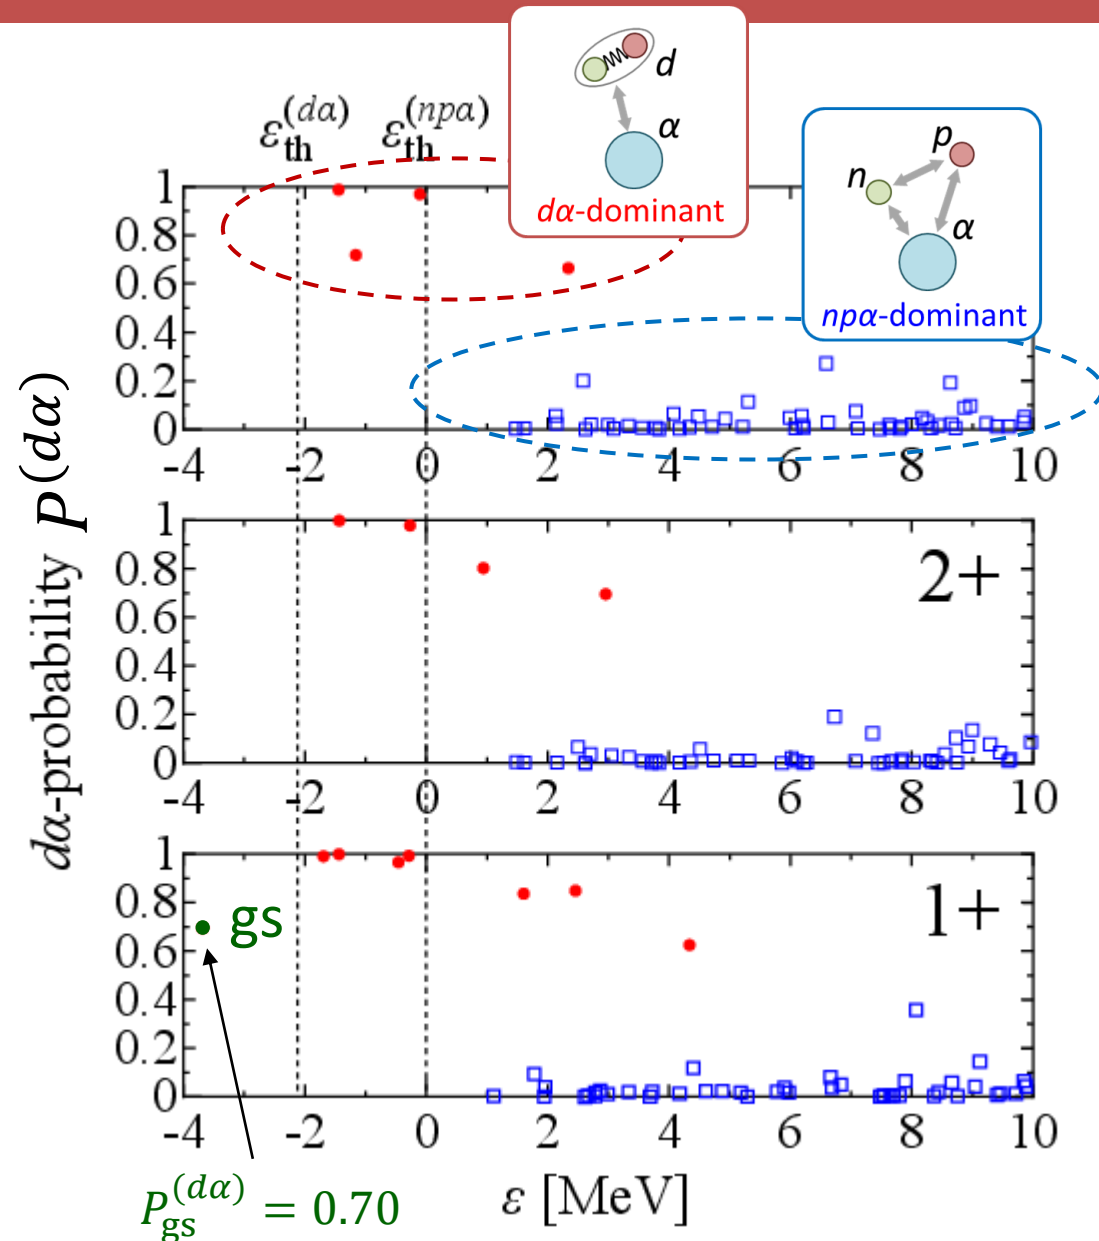 d
α
dα-dominant
p
n
α
npα-dominant
ε_th^(dα)
ε_th^(npα)
dα-probability P^(dα)
1
0.8
0.6
0.4
0.2
0
-4 -2 0 2 4 6 8 10
2+
1
0.8
0.6
0.4
0.2
0
-4 -2 0 2 4 6 8 10
1+
gs
1
0.8
0.6
0.4
0.2
0
-4 -2 0 2 4 6 8 10
P_gs^(dα) = 0.70
ε [MeV]